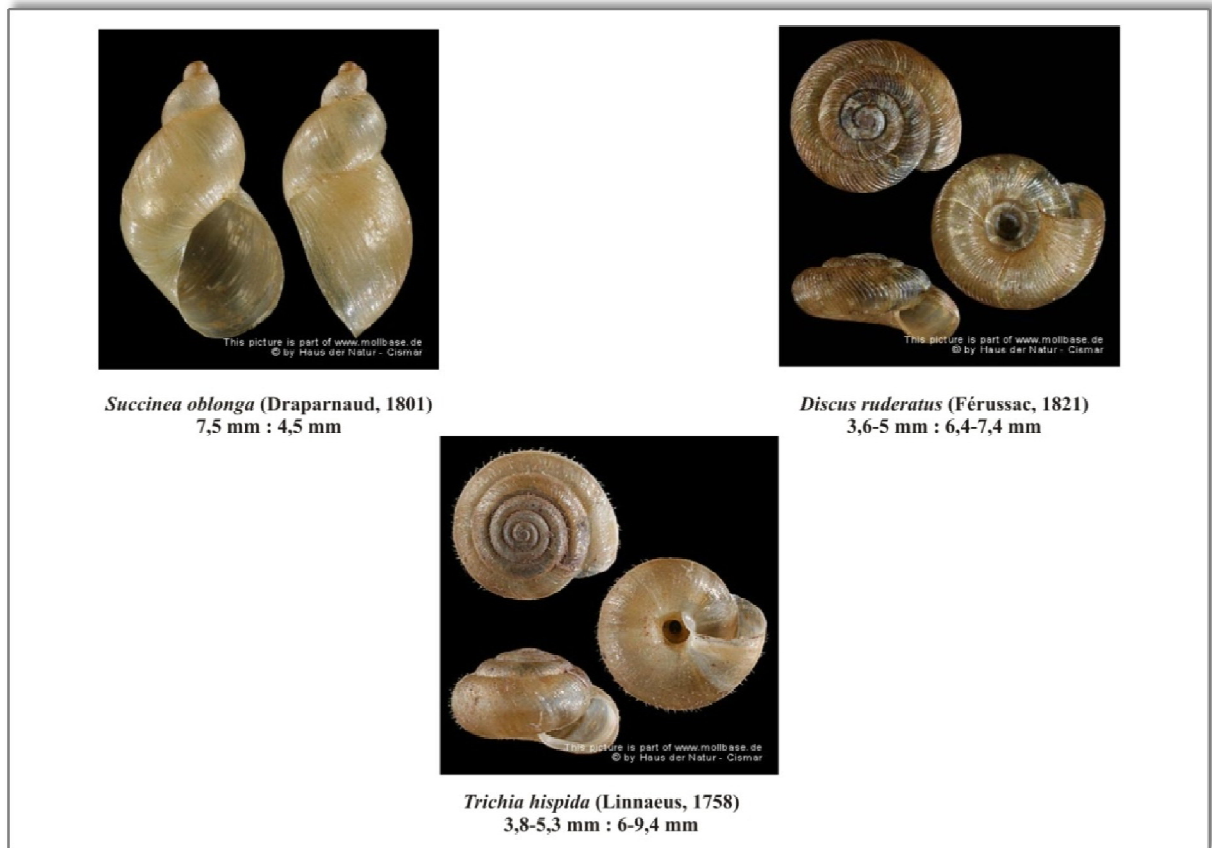 This picture is part of www.mollbase.de
© by Haus der Natur - Cismar
Succinea oblonga (Draparnaud, 1801)
7,5 mm : 4,5 mm
This picture is part of www.mollbase.de
© by Haus der Natur - Cismar
Discus ruderatus (Férussac, 1821)
3,6-5 mm : 6,4-7,4 mm
This picture is part of www.mollbase.de
© by Haus der Natur - Cismar
Trichia hispida (Linnaeus, 1758)
3,8-5,3 mm : 6-9,4 mm